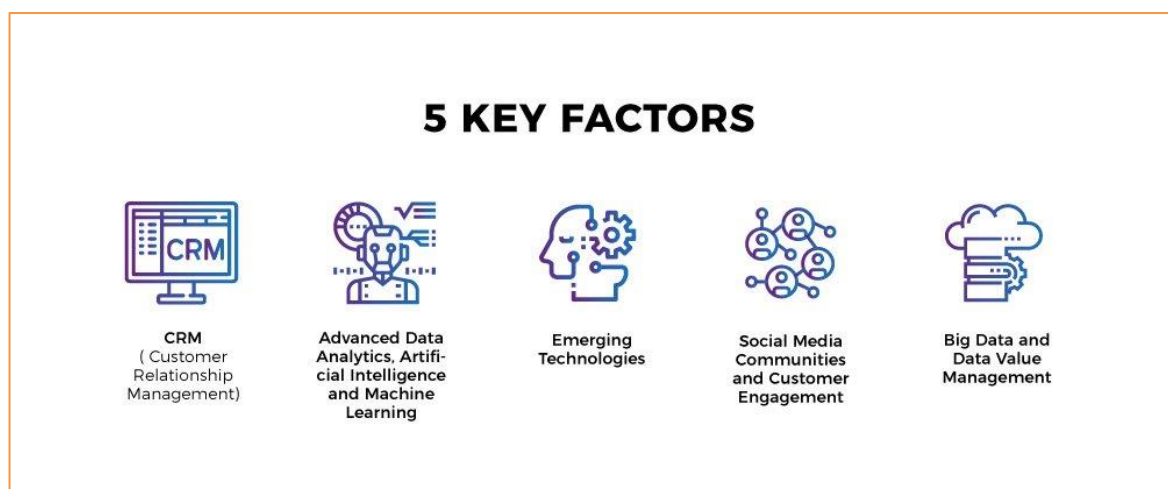 5 KEY FACTORS
CRM
CRM
( Customer
Relationship
Management)
Advanced Data
Analytics, Artifi-
cial Intelligence
and Machine
Learning
Emerging
Technologies
Social Media
Communities
and Customer
Engagement
Big Data and
Data Value
Management